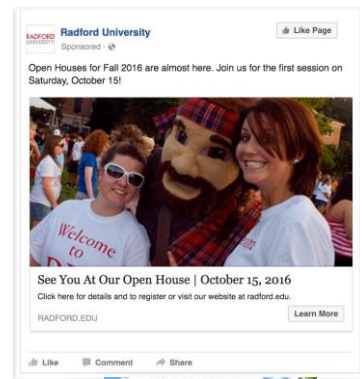 RADFORD
UNIVERSITY
Radford University
Like Page
Sponsored ·
Open Houses for Fall 2016 are almost here. Join us for the first session on
Saturday, October 15!
Welcome
to
Welcome
to
See You At Our Open House | October 15, 2016
Click here for details and to register or visit our website at radford.edu.
RADFORD.EDU
Learn More
Like Comment Share